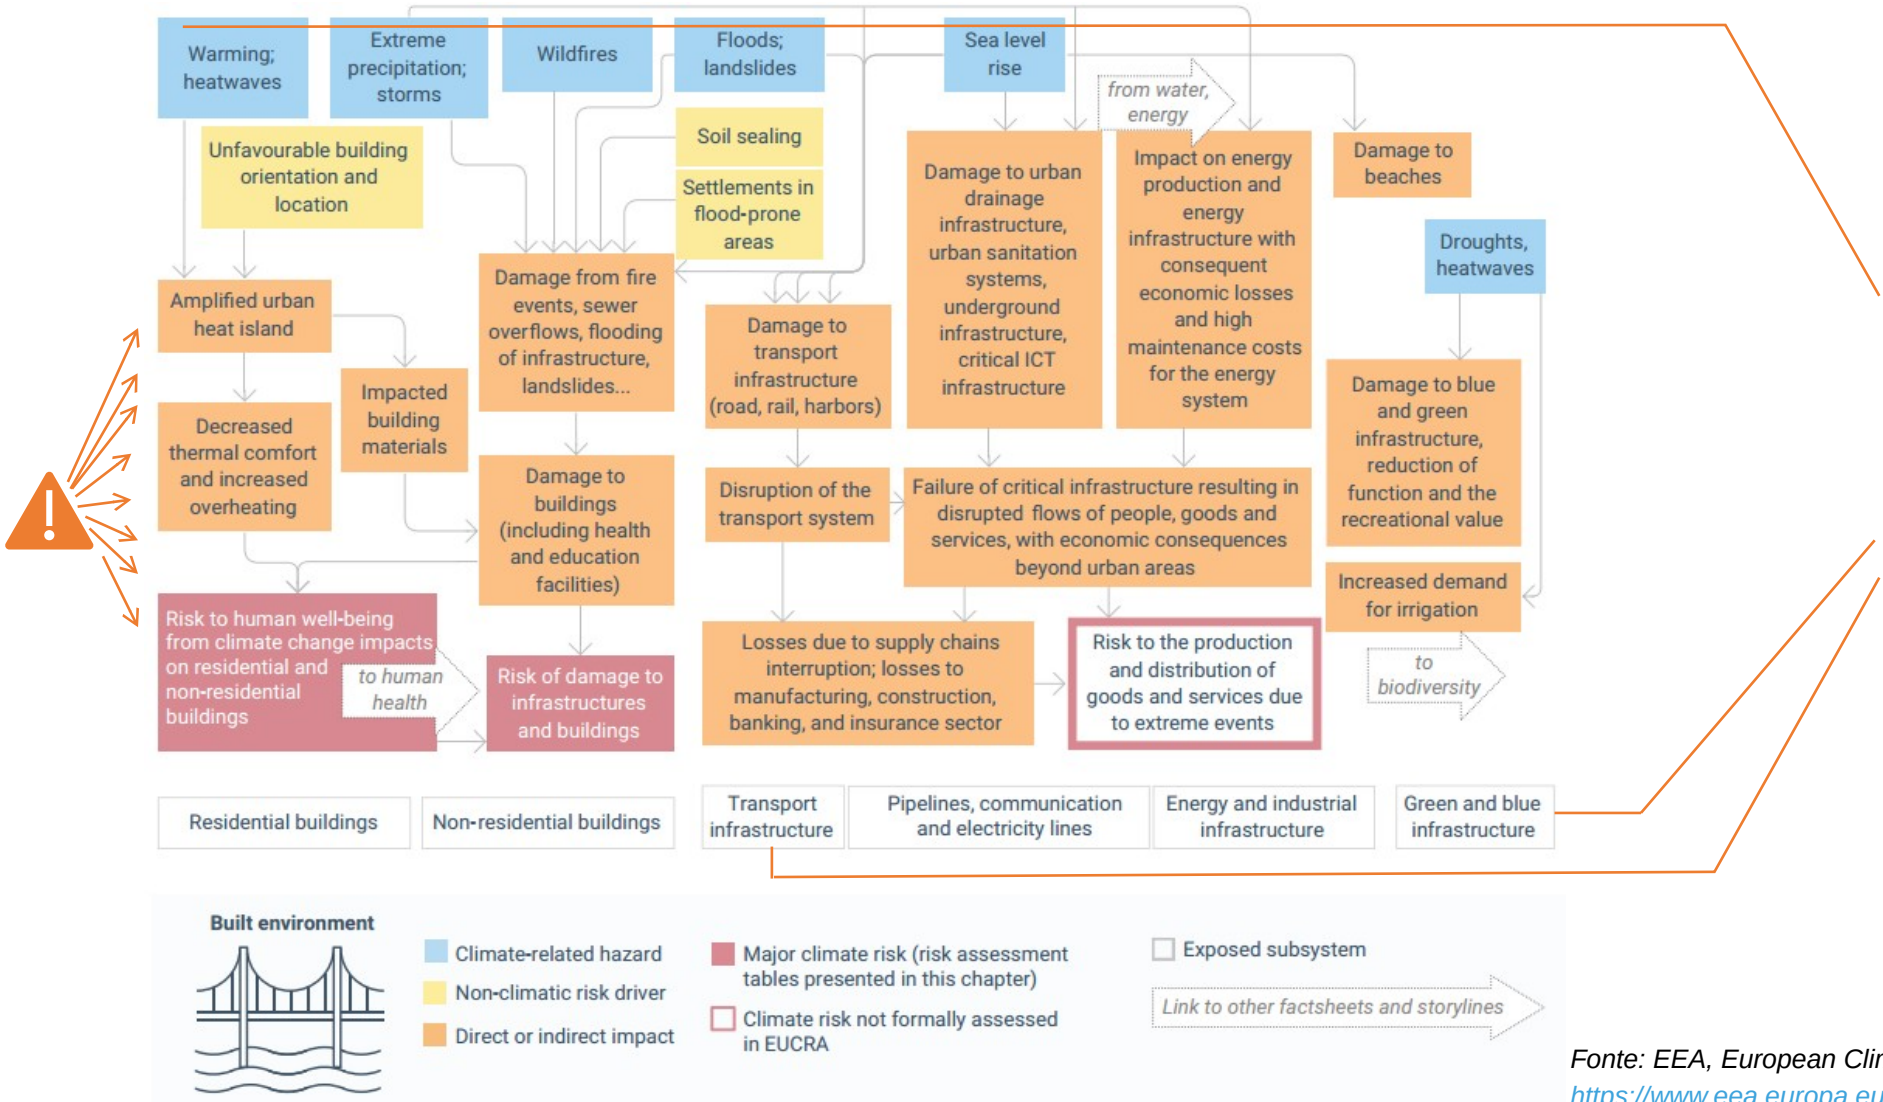 Warming;
heatwaves
Extreme
precipitation;
storms
Wildfires
Floods;
landslides
Sea level
rise
from water,
energy
Unfavourable building
orientation and
location
Soil sealing
Settlements in
flood-prone
areas
Damage to urban
drainage
infrastructure,
urban sanitation
systems,
underground
infrastructure,
critical ICT
infrastructure
Impact on energy
production and
energy
infrastructure with
consequent
economic losses
and high
maintenance costs
for the energy
system
Damage to
beaches
Droughts,
heatwaves
Amplified urban
heat island
Damage from fire
events, sewer
overflows, flooding
of infrastructure,
landslides...
Damage to
transport
infrastructure
(road, rail, harbors)
Impacted
building
materials
Decreased
thermal comfort
and increased
overheating
Damage to blue
and green
infrastructure,
reduction of
function and the
recreational value
Damage to
buildings
(including health
and education
facilities)
Disruption of the
transport system
Failure of critical infrastructure resulting in
disrupted flows of people, goods and
services, with economic consequences
beyond urban areas
Increased demand
for irrigation
Risk to human well-being
from climate change impacts
on residential and
non-residential
buildings
to human
health
Risk of damage to
infrastructures
and buildings
Losses due to supply chains
interruption; losses to
manufacturing, construction,
banking, and insurance sector
Risk to the production
and distribution of
goods and services due
to extreme events
to
biodiversity
Residential buildings
Non-residential buildings
Transport
infrastructure
Pipelines, communication
and electricity lines
Energy and industrial
infrastructure
Green and blue
infrastructure
Built environment
Climate-related hazard
Non-climatic risk driver
Direct or indirect impact
Major climate risk (risk assessment
tables presented in this chapter)
Climate risk not formally assessed
in EUCRA
Exposed subsystem
Link to other factsheets and storylines
Fonte: EEA, European
https://www.eea.europa.eu